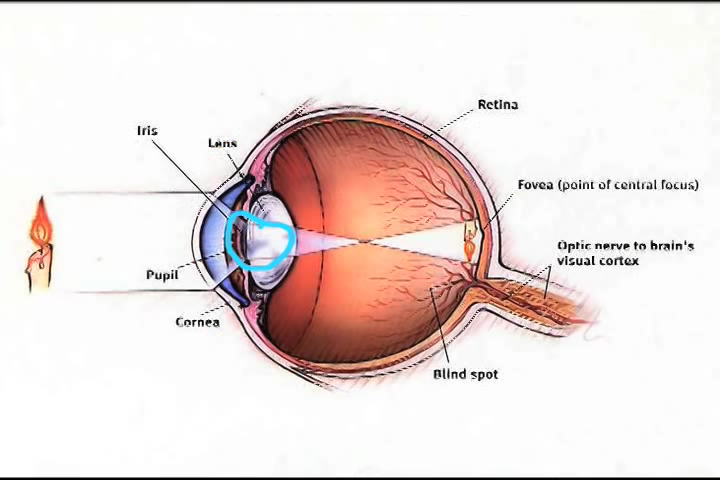 Retina
Iris
Lens
Fovea (point of central focus)
Optic nerve to brain's
visual cortex
Pupil
Cornea
Blind spot